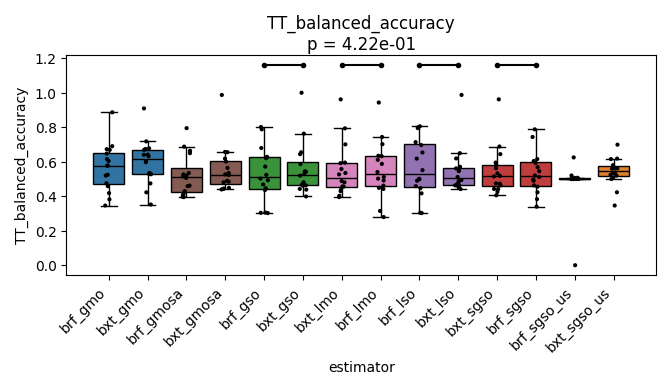 TT_balanced_accuracy
p = 4.22e-01
TT_balanced_accuracy
1.2
1.0
0.8
0.6
0.4
0.2
0.0
brf_gmo
bxt_gmo
brf_gmosa
bxt_gmosa
brf_gso
bxt_gso
bxt_lmo
brf_lmo
brf_lso
bxt_lso
bxt_sgso
brf_sgso
brf_sgso_us
bxt_sgso_us
estimator